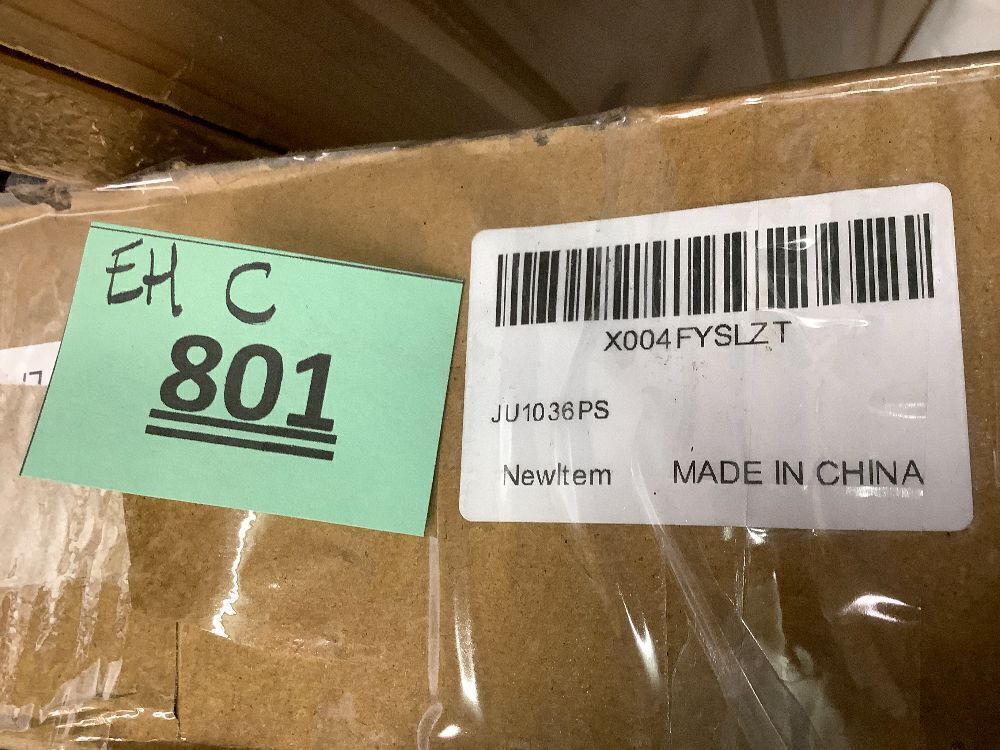 EH C
801
X004FYSLZT
JU1036PS
NewItem MADE IN CHINA